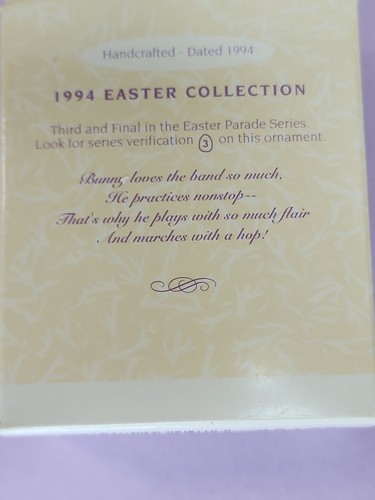 Handcrafted - Dated 1994
1994 EASTER COLLECTION
Third and Final in the Easter Parade Series.
Look for series verification 3 on this ornament.
Bunny loves the band so much,
He practices nonstop--
That's why he plays with so much flair
And marches with a hop!